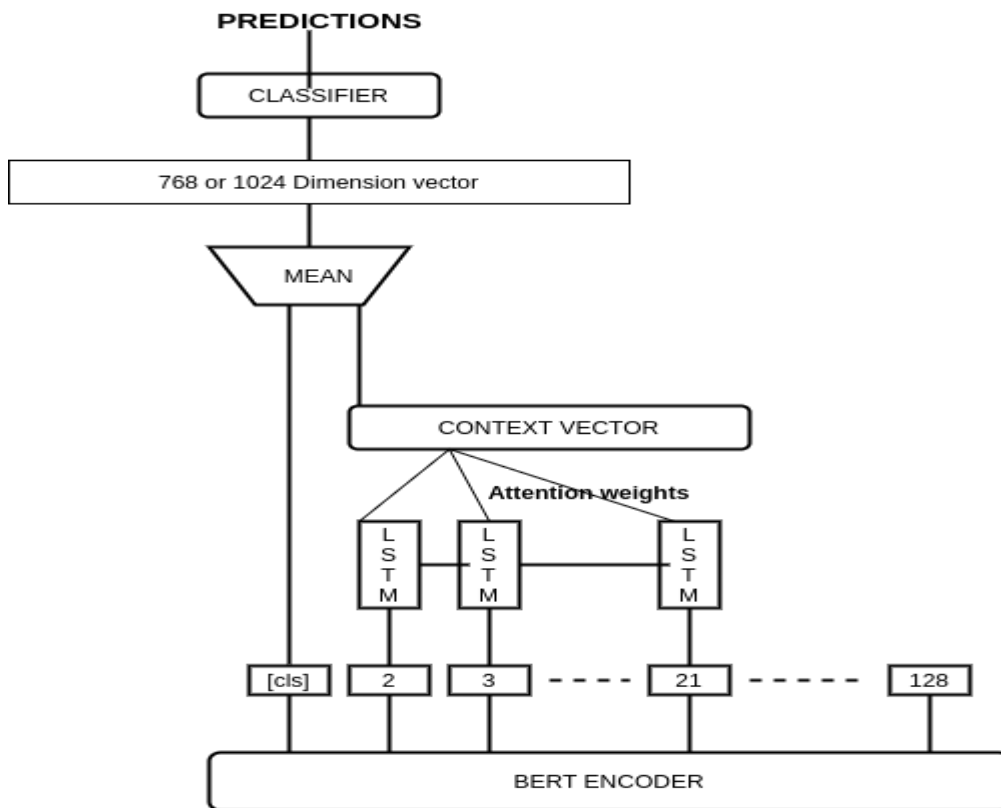 PREDICTIONS
CLASSIFIER
768 or 1024 Dimension vector
MEAN
CONTEXT VECTOR
Attention weights
L
S
T
M
L
S
T
M
L
S
T
M
[cls]
2
3
21
128
BERT ENCODER